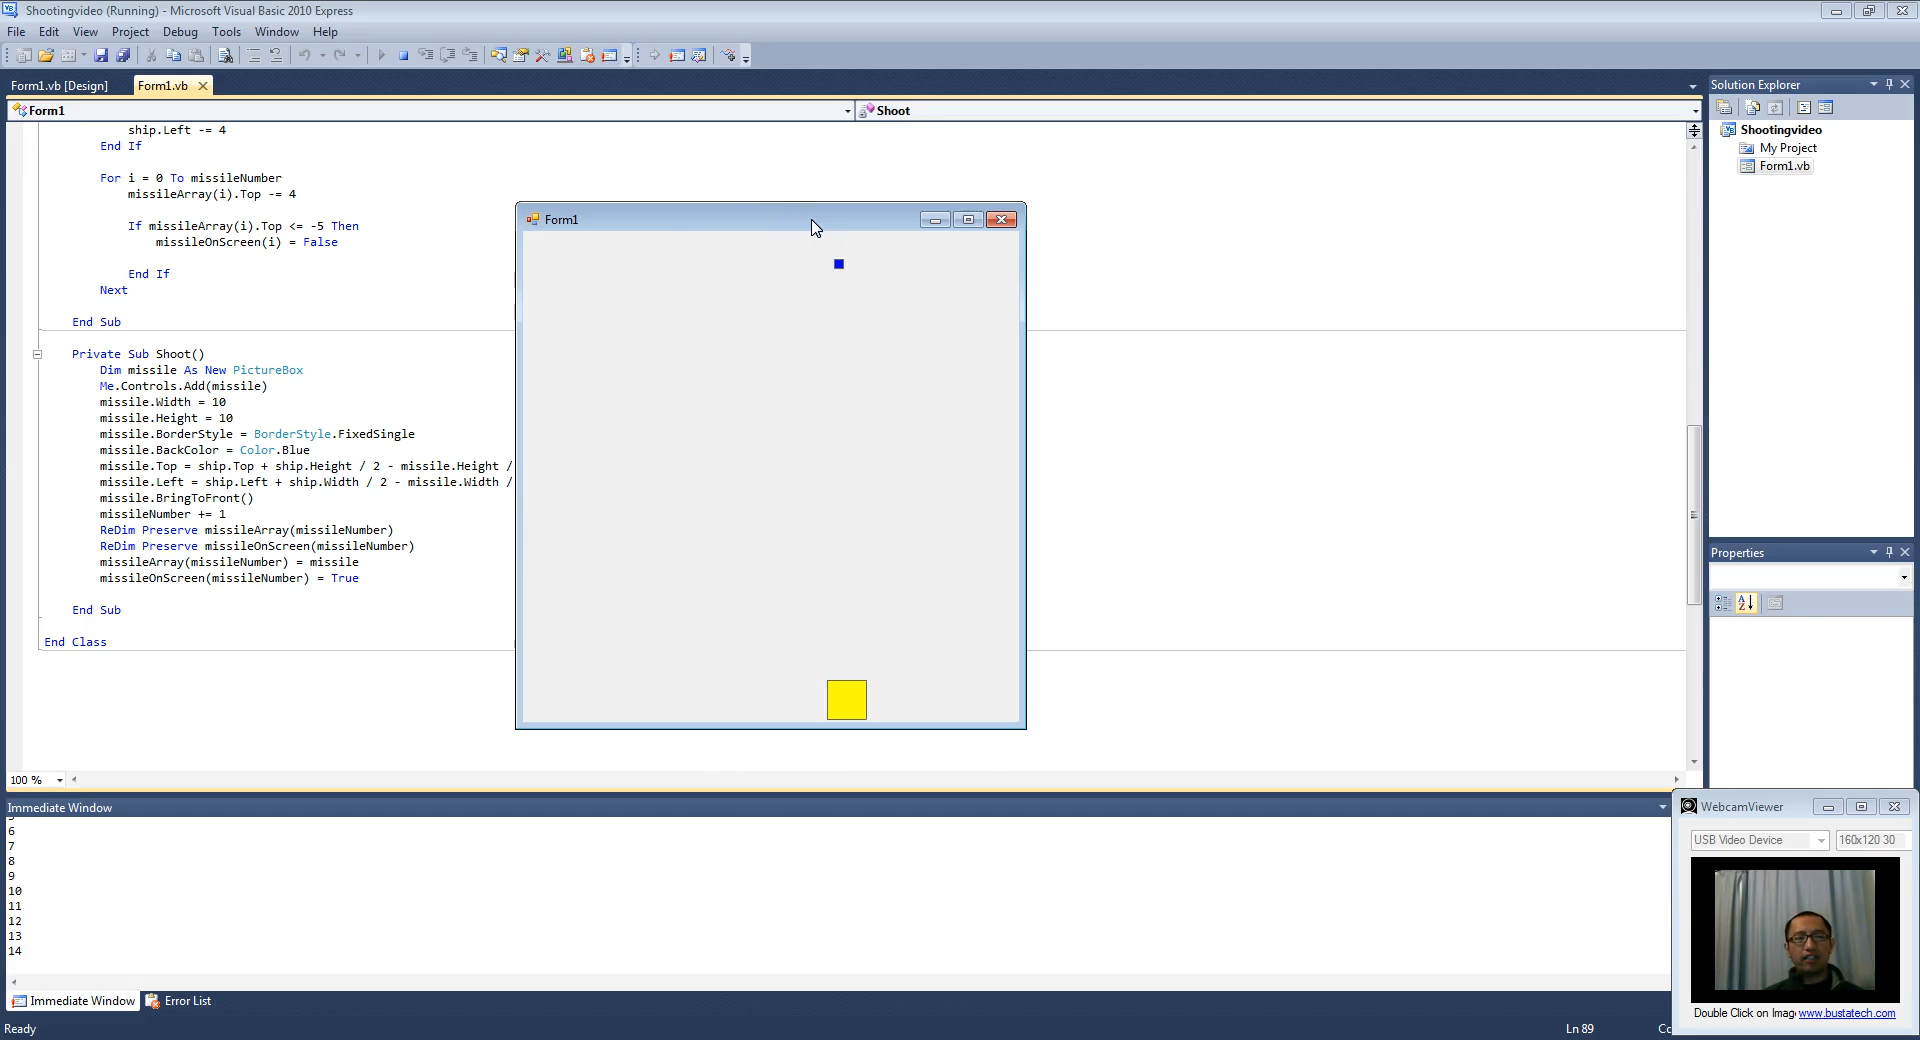 Shootingvideo (Running) - Microsoft Visual Basic 2010 Express
File Edit View Project Debug Tools Window Help
Form1.vb [Design] Form1.vb
Form1 Shoot
ship.Left -= 4
End If
For i = 0 To missileNumber
missileArray(i).Top -= 4
If missileArray(i).Top <= -5 Then
missileOnScreen(i) = False
End If
Next
End Sub
Private Sub Shoot()
Dim missile As New PictureBox
Me.Controls.Add(missile)
missile.Width = 10
missile.Height = 10
missile.BorderStyle = BorderStyle.FixedSingle
missile.BackColor = Color.Blue
missile.Top = ship.Top + ship.Height / 2 - missile.Height /
missile.Left = ship.Left + ship.Width / 2 - missile.Width /
missile.BringToFront()
missileNumber += 1
ReDim Preserve missileArray(missileNumber)
ReDim Preserve missileOnScreen(missileNumber)
missileArray(missileNumber) = missile
missileOnScreen(missileNumber) = True
End Sub
End Class
100 %
Form1
Solution Explorer
Shootingvideo
My Project
Form1.vb
Properties
Immediate Window
6
7
8
9
10
11
12
13
14
Immediate Window Error List
Ready Ln 89
WebcamViewer
USB Video Device 160x120 30
Double Click on Imag www.bustatech.com